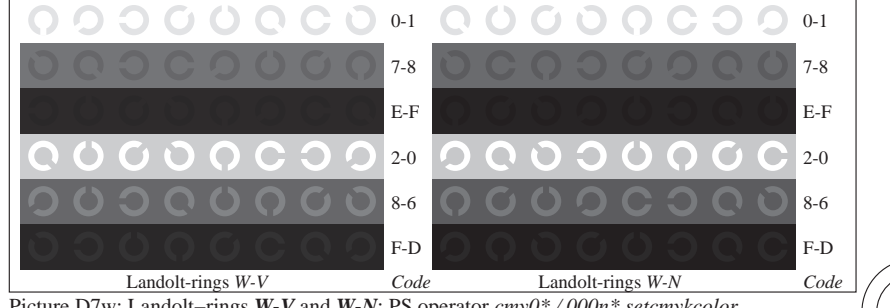 0-1 0-1
7-8 7-8
E-F E-F
2-0 2-0
8-6 8-6
F-D F-D
Landolt-rings W-V Code Landolt-rings W-N Code
Picture D7w: Landolt–rings W-V and W-N; PS operator cmy0* / 000n* setcmykcolor